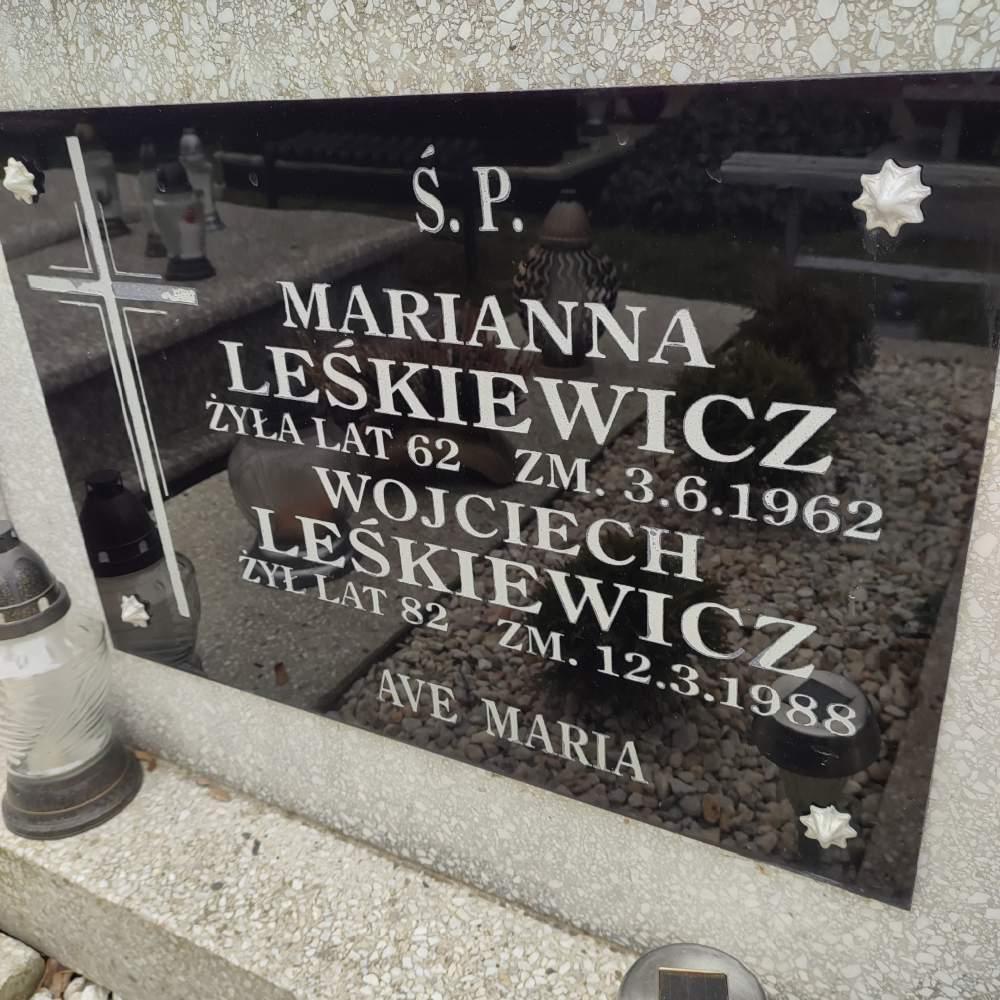 Ś. P.
MARIANNA
LEŚKIEWICZ
ŻYŁA LAT 62 ZM. 3.6.1962
WOJCIECH
LEŚKIEWICZ
ŻYŁ LAT 82 ZM. 12.3.1988
AVE MARIA